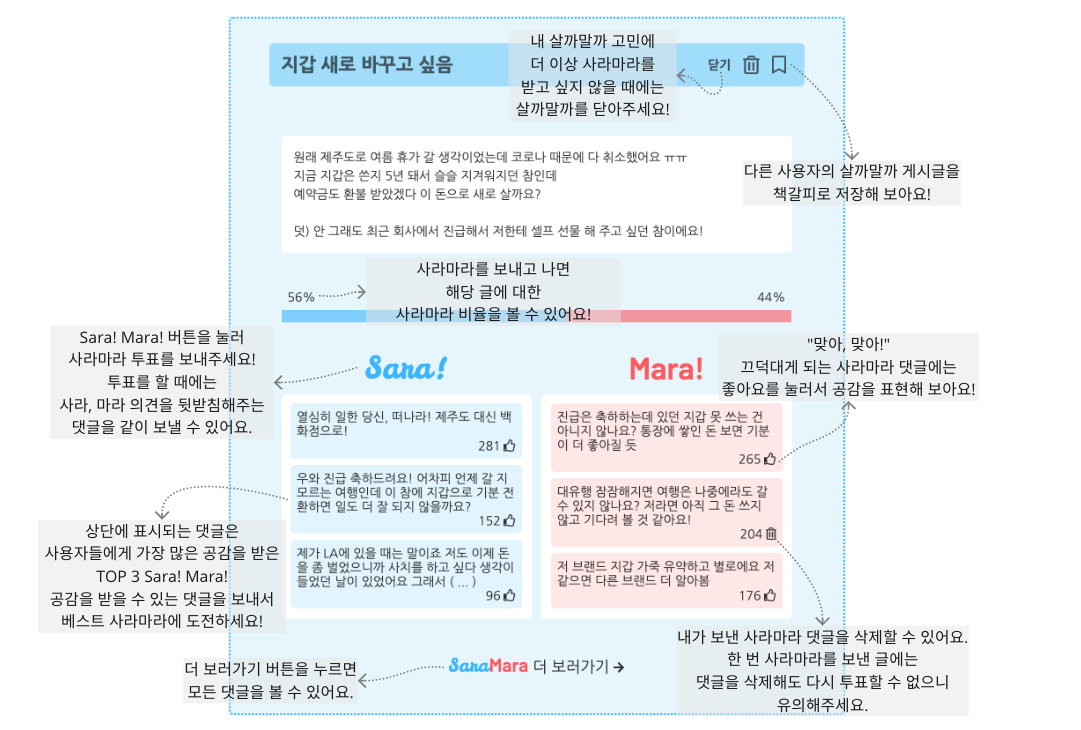 내 살까말까 고민에
더 이상 사라마라를
받고 싶지 않을 때에는
살까말까를 닫아주세요!
지갑 새로 바꾸고 싶음
닫기
다른 사용자의 살까말까 게시글을
책갈피로 저장해 보아요!
원래 제주도로 여름 휴가 갈 생각이었는데 코로나 때문에 다 취소했어요 ㅠㅠ
지금 지갑은 쓴지 5년 돼서 슬슬 지겨워지던 참인데
예약금도 환불 받았겠다 이 돈으로 새로 살까요?
덧) 안 그래도 최근 회사에서 진급해서 저한테 셀프 선물 해 주고 싶던 참이에요!
사라마라를 보내고 나면
해당 글에 대한
사라마라 비율을 볼 수 있어요!
56%
44%
Sara! Mara! 버튼을 눌러
사라마라 투표를 보내주세요!
투표를 할 때에는
사라, 마라 의견을 뒷받침해주는
댓글을 같이 보낼 수 있어요.
Sara!
Mara!
"맞아, 맞아!"
끄덕대게 되는 사라마라 댓글에는
좋아요를 눌러서 공감을 표현해 보아요!
열심히 일한 당신, 떠나라! 제주도 대신 백
화점으로!
281
우와 진급 축하드려요! 어차피 언제 갈 지
모르는 여행인데 이 참에 지갑으로 기분 전
환하면 일도 더 잘 되지 않을까요?
152
제가 LA에 있을 때는 말이죠 저도 이제 돈
을 좀 벌었으니까 사치를 하고 싶다 생각이
들었던 날이 있었어요 그래서 ( ... )
96
진급은 축하하는데 있던 지갑 못 쓰는 건
아니지 않나요? 통장에 쌓인 돈 보면 기분
이 더 좋아질 듯
265
대유행 잠잠해지면 여행은 나중에라도 갈
수 있지 않나요? 저라면 아직 그 돈 쓰지
않고 기다려 볼 것 같아요!
204
저 브랜드 지갑 가죽 유약하고 별로에요 저
같으면 다른 브랜드 더 알아봄
176
상단에 표시되는 댓글은
사용자들에게 가장 많은 공감을 받은
TOP 3 Sara! Mara!
공감을 받을 수 있는 댓글을 보내서
베스트 사라마라에 도전하세요!
내가 보낸 사라마라 댓글을 삭제할 수 있어요.
한 번 사라마라를 보낸 글에는
댓글을 삭제해도 다시 투표할 수 없으니
유의해주세요.
더 보러가기 버튼을 누르면
모든 댓글을 볼 수 있어요.
SaraMara 더 보러가기 →